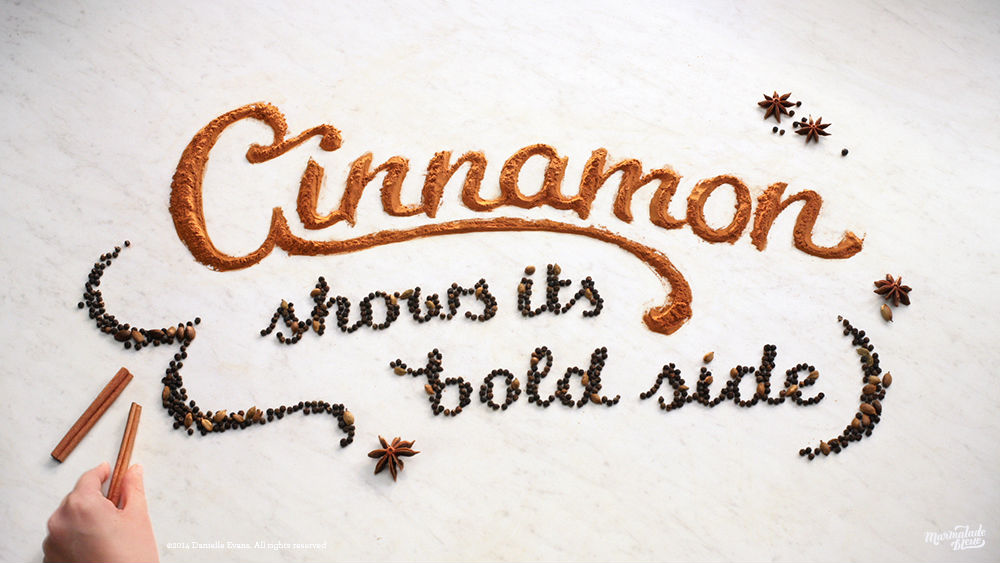 Cinnamon
shows its
bold side
©2014 Danielle Evans. All rights reserved
Marmalade
Bleue